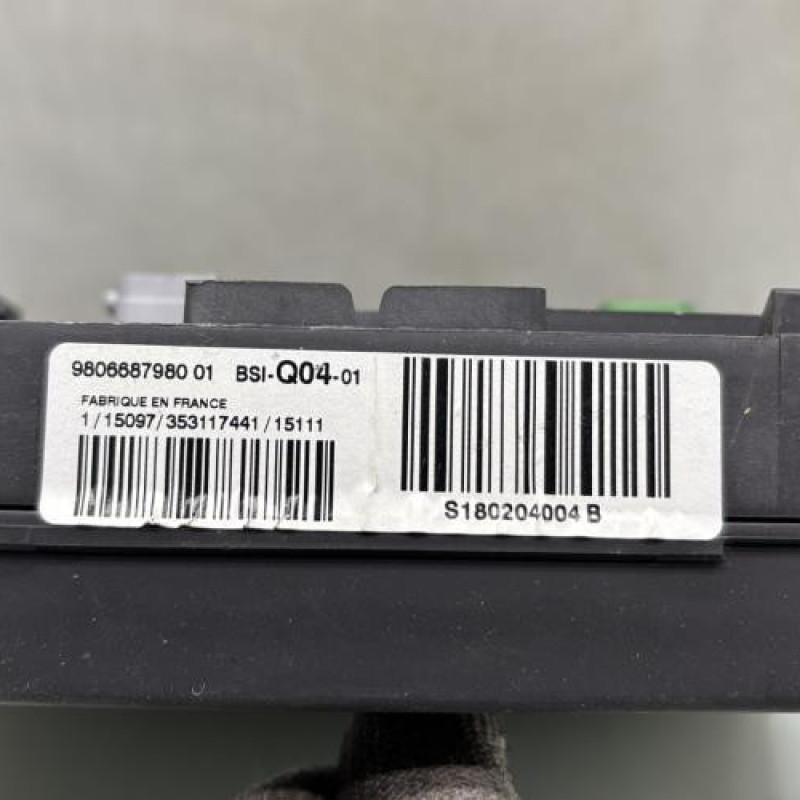 9806687980 01 BSI-Q04-01
FABRIQUE EN FRANCE
1/15097/353117441/15111
S180204004 B